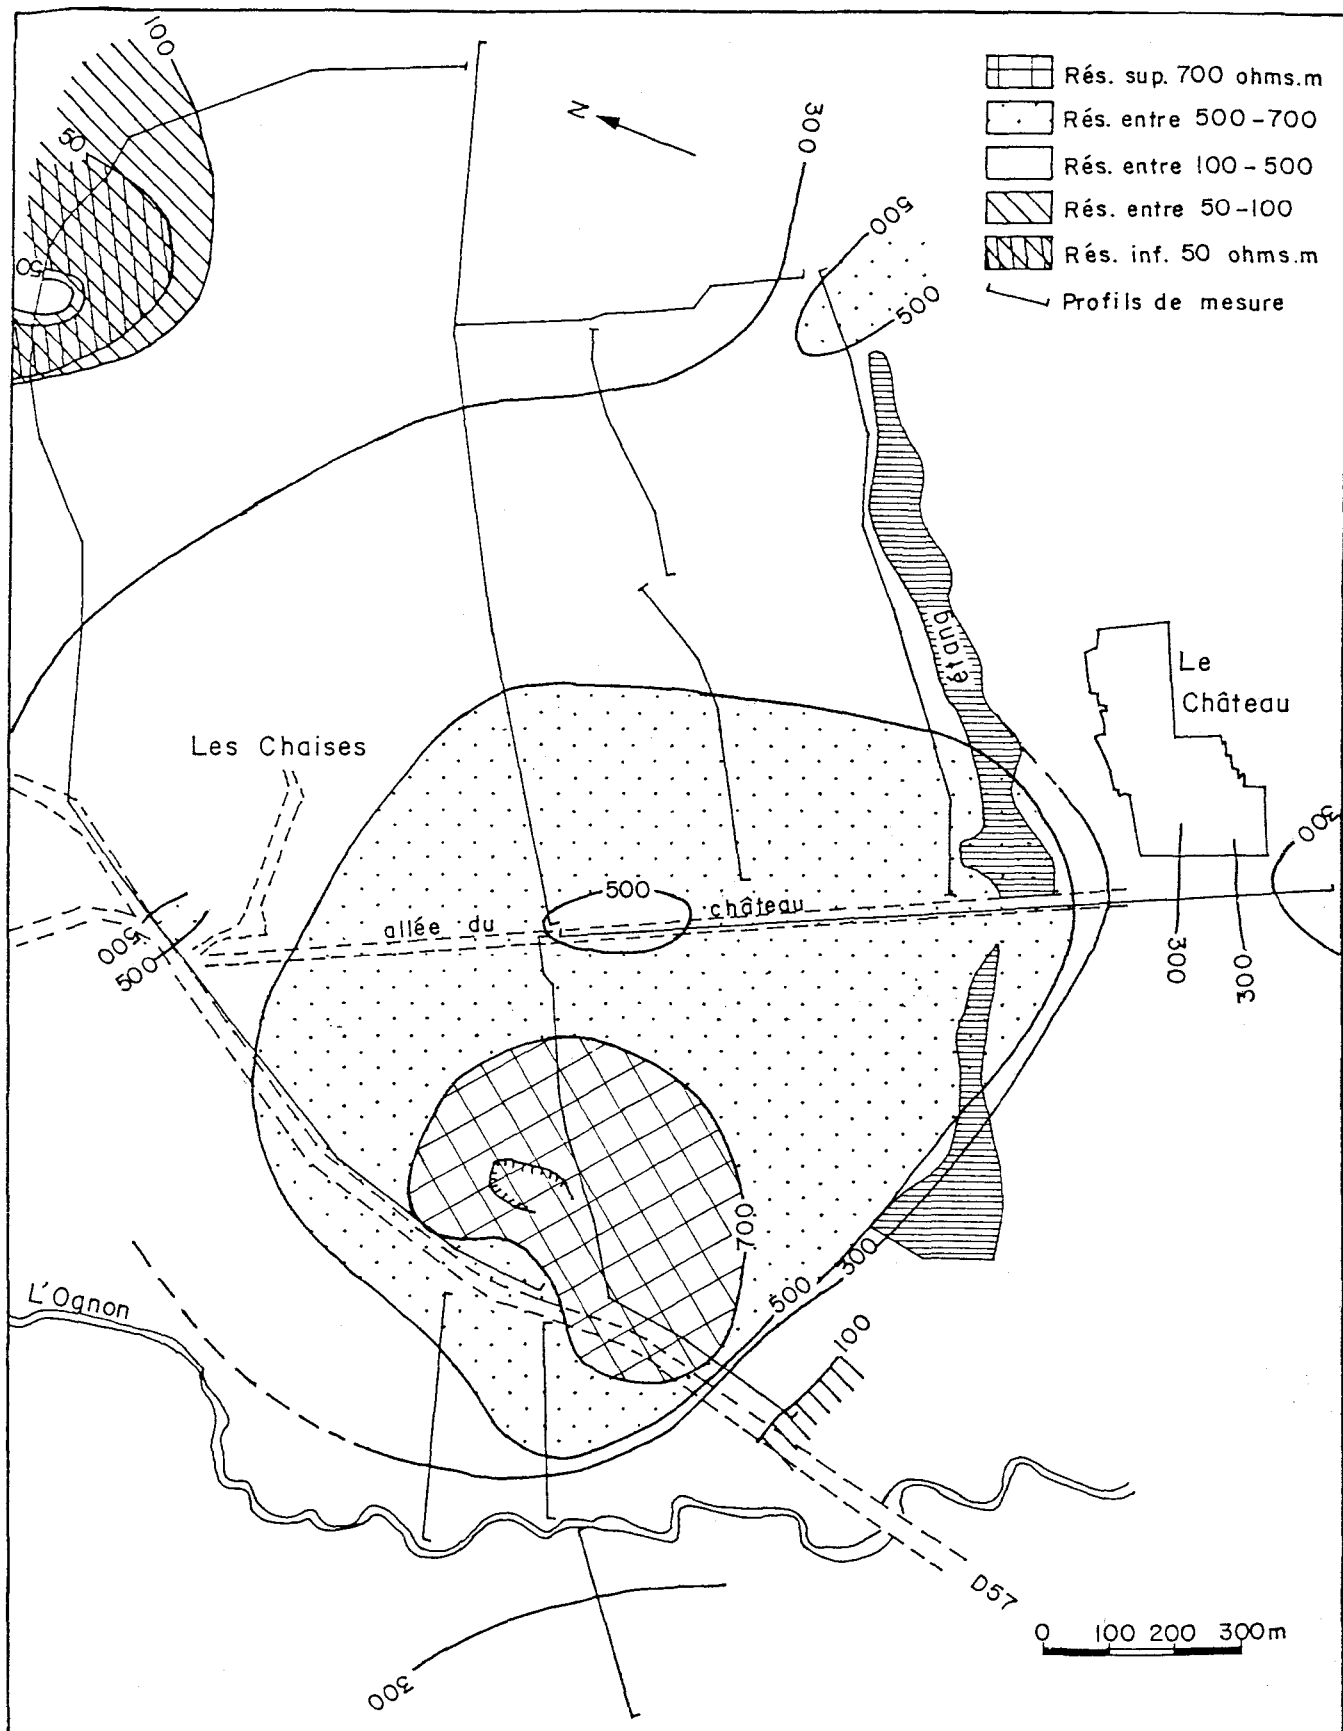 100
50
50
N
300
500
500
Rés. sup. 700 ohms.m
Rés. entre 500-700
Rés. entre 100-500
Rés. entre 50-100
Rés. inf. 50 ohms.m
Profils de mesure
étang
Le
Château
Les Chaises
500
allée du château
500
500
300
300
300
700
500
300
100
L'Ognon
D57
300
0 100 200 300m